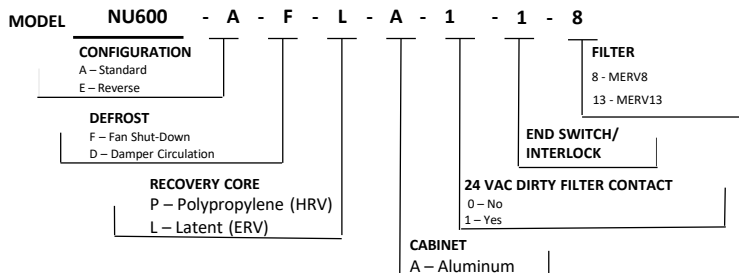 MODEL NU600 - A - F - L - A - 1 - 1 - 8
CONFIGURATION
A – Standard
E – Reverse
FILTER
8 - MERV8
13 - MERV13
DEFROST
F – Fan Shut-Down
D – Damper Circulation
END SWITCH/
INTERLOCK
RECOVERY CORE
P – Polypropylene (HRV)
L – Latent (ERV)
24 VAC DIRTY FILTER CONTACT
0 – No
1 – Yes
CABINET
A – Aluminum